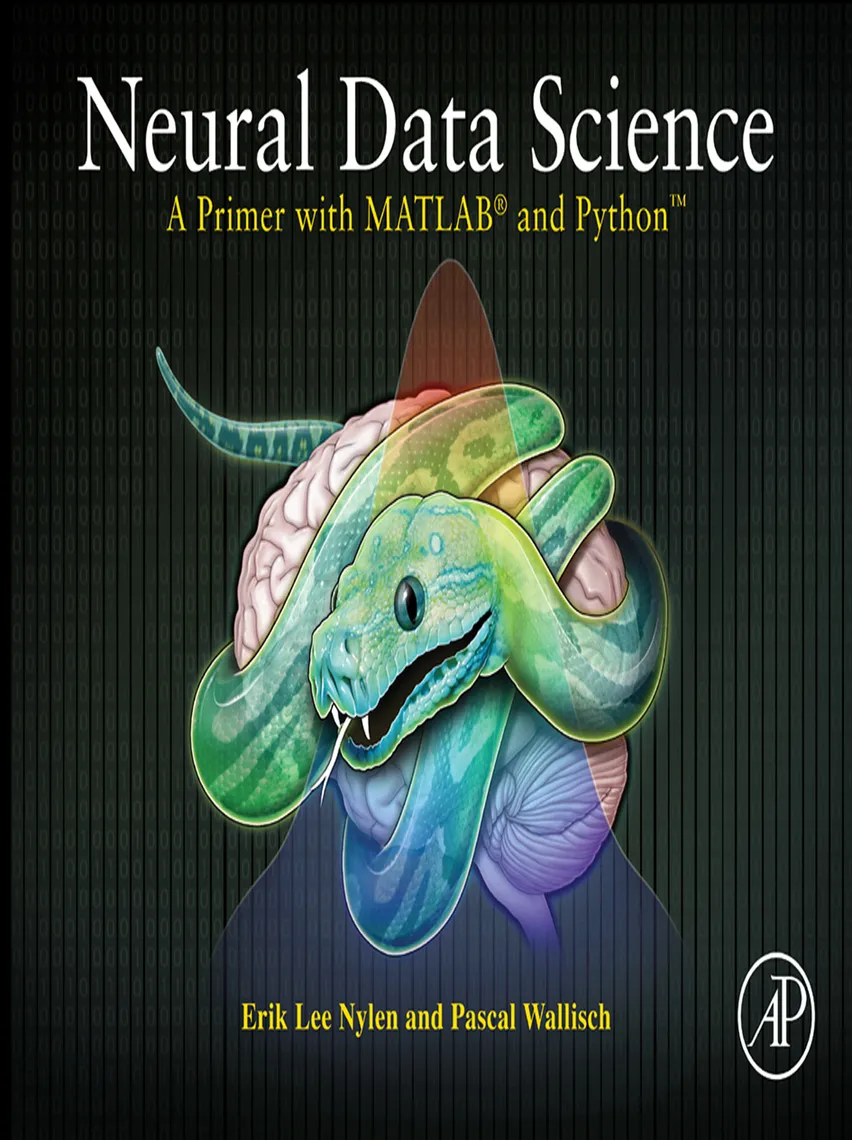 Neural Data Science
A Primer with MATLAB® and Python™
Erik Lee Nylen and Pascal Wallisch
AP